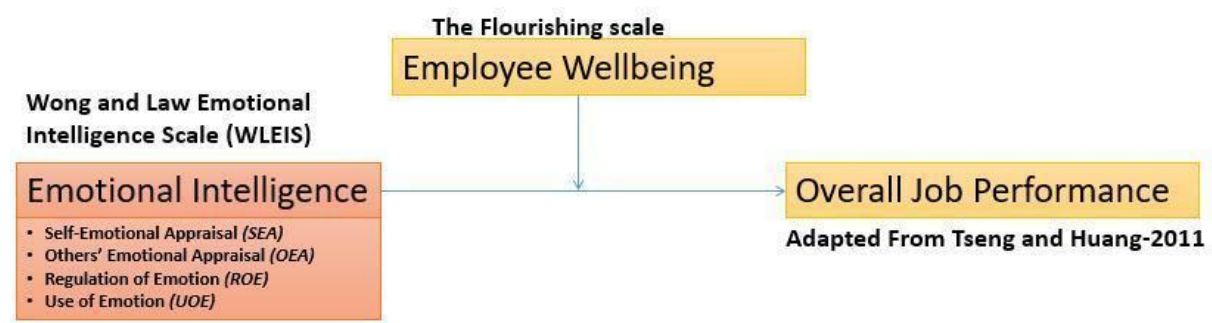 The Flourishing scale
Employee Wellbeing
Wong and Law Emotional
Intelligence Scale (WLEIS)
Emotional Intelligence
• Self-Emotional Appraisal (SEA)
• Others' Emotional Appraisal (OEA)
• Regulation of Emotion (ROE)
• Use of Emotion (UOE)
Overall Job Performance
Adapted From Tseng and Huang-2011